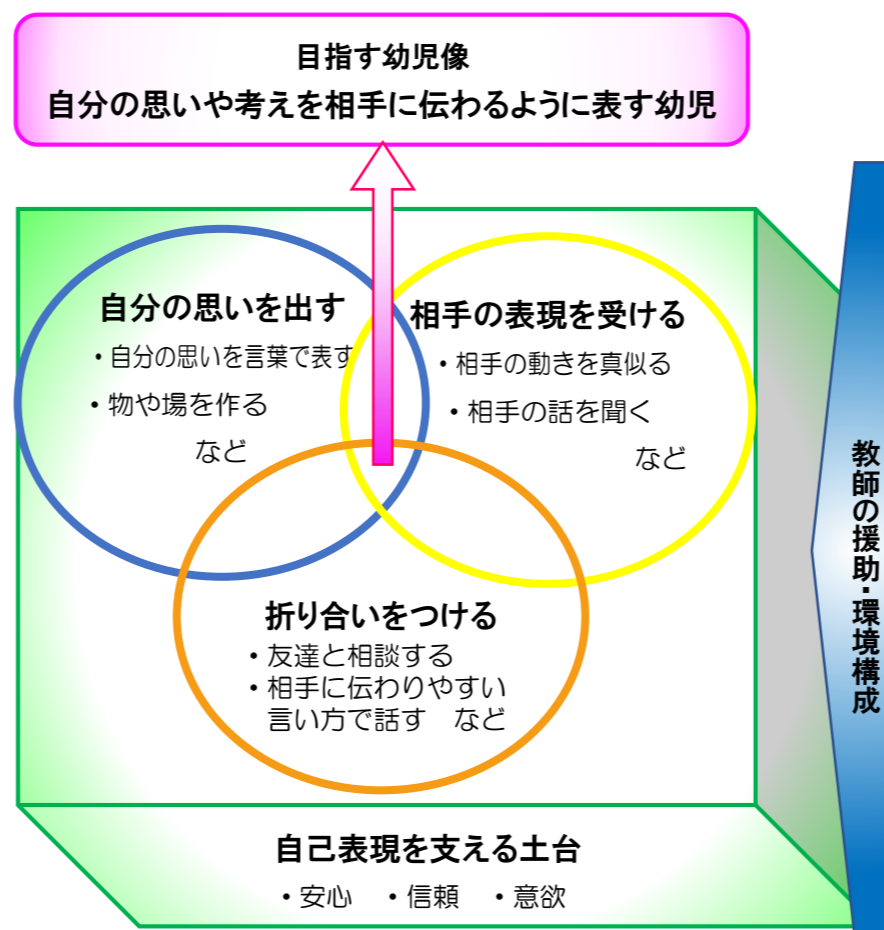 目指す幼児像
自分の思いや考えを相手に伝わるように表す幼児
自分の思いを出す
・自分の思いを言葉で表す
・物や場を作る
など
相手の表現を受ける
・相手の動きを真似る
・相手の話を聞く
など
折り合いをつける
・友達と相談する
・相手に伝わりやすい
言い方で話す　など
自己表現を支える土台
・安心　・信頼　・意欲
教師の援助・環境構成